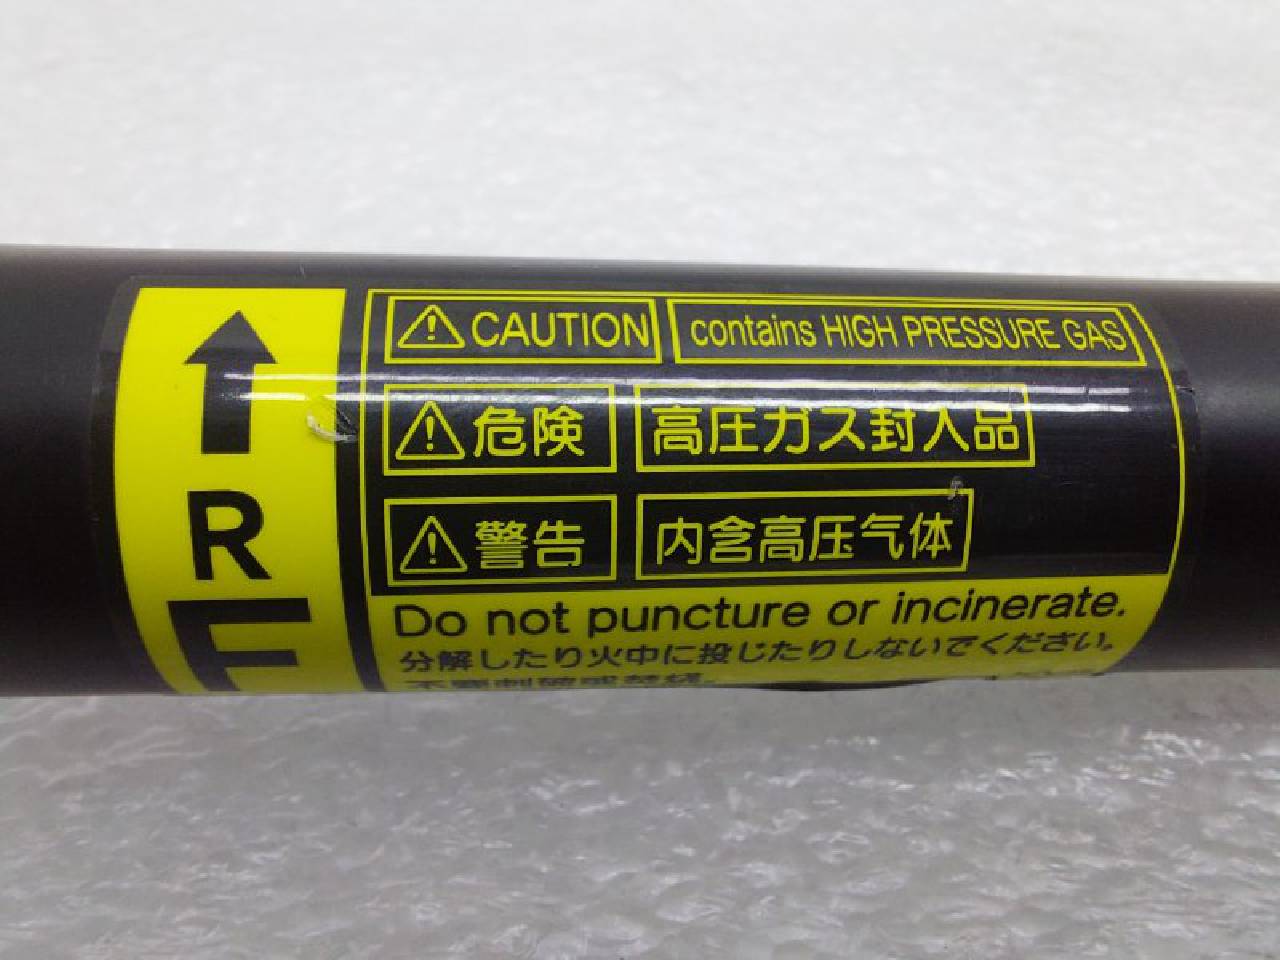 R
F
CAUTION contains HIGH PRESSURE GAS
危険 高圧ガス封入品
警告 内含高压气体
Do not puncture or incinerate.
分解したり火中に投じたりしないでください。